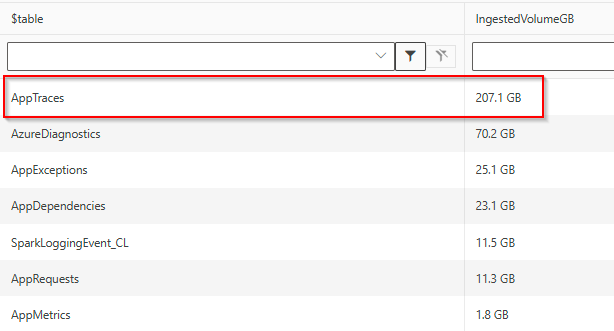 $table IngestedVolumeGB
AppTraces 207.1 GB
AzureDiagnostics 70.2 GB
AppExceptions 25.1 GB
AppDependencies 23.1 GB
SparkLoggingEvent_CL 11.5 GB
AppRequests 11.3 GB
AppMetrics 1.8 GB